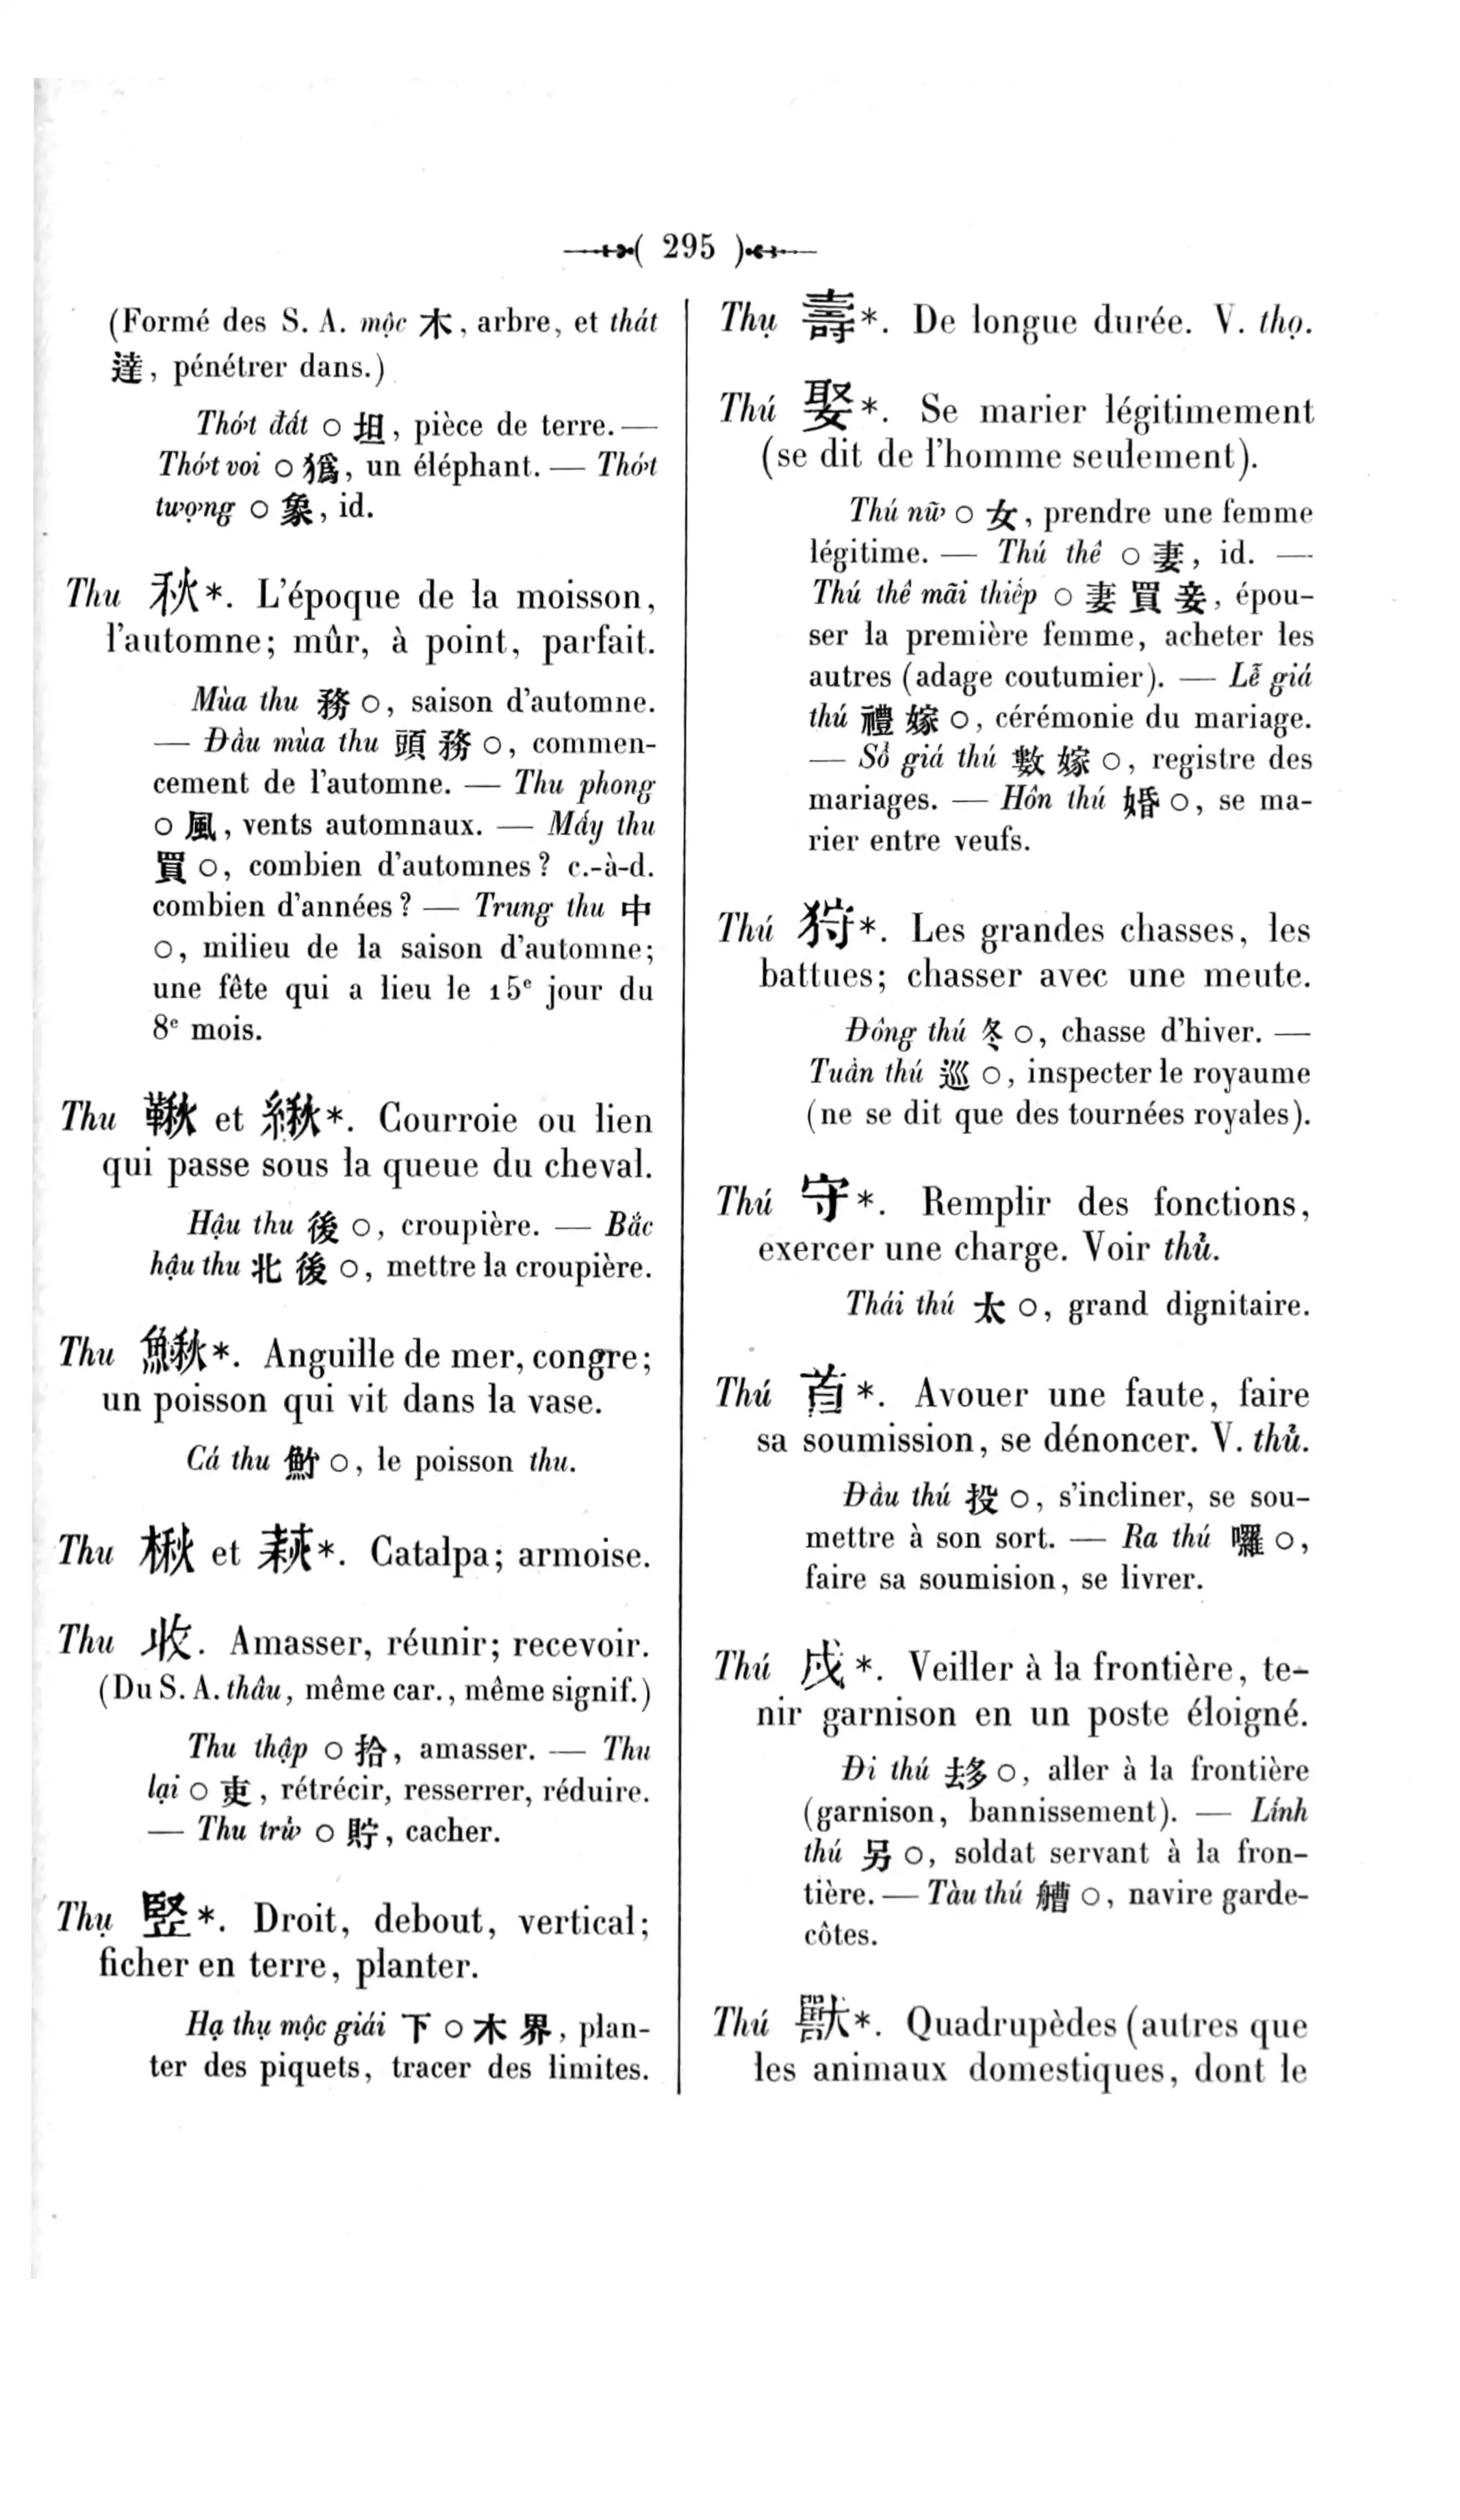 ( 295 )
(Formé des S. A. mộc 木, arbre, et thát
達, pénétrer dans.)
Thớt đất ○ 坦, pièce de terre. —
Thớt voi ○ 㺔, un éléphant. — Thớt
tượng ○ 象, id.
Thu 秋*. L'époque de la moisson,
l'automne; mûr, à point, parfait.
Mùa thu 務 ○, saison d'automne.
— Đầu mùa thu 頭 務 ○, commen-
cement de l'automne. — Thu phong
○ 風, vents automnaux. — Mấy thu
買 ○, combien d'automnes? c.-à-d.
combien d'années? — Trung thu 中
○, milieu de la saison d'automne;
une fête qui a lieu le 15e jour du
8e mois.
Thu 鞦 et 緧*. Courroie ou lien
qui passe sous la queue du cheval.
Hậu thu 後 ○, croupière. — Bắc
hậu thu 北 後 ○, mettre la croupière.
Thu 鰍*. Anguille de mer, congre;
un poisson qui vit dans la vase.
Cá thu ○, le poisson thu.
Thu 楸 et 萩*. Catalpa; armoise.
Thu 收. Amasser, réunir; recevoir.
(Du S. A. thâu, même car., même signif.)
Thu thập ○ 拾, amasser. — Thu
lại ○ 吏, rétrécir, resserrer, réduire.
— Thu trử ○ 貯, cacher.
Thụ 竪*. Droit, debout, vertical;
ficher en terre, planter.
Hạ thụ mộc giái 下 ○ 木 界, plan-
ter des piquets, tracer des limites.
Thụ 壽*. De longue durée. V. thọ.
Thú 娶*. Se marier légitimement
(se dit de l'homme seulement).
Thú nữ ○ 女, prendre une femme
légitime. — Thú thê ○ 妻, id. —
Thú thê mãi thiếp ○ 妻 買 妾, épou-
ser la première femme, acheter les
autres (adage coutumier). — Lễ giá
thú 禮 嫁 ○, cérémonie du mariage.
— Sổ giá thú 數 嫁 ○, registre des
mariages. — Hôn thú 婚 ○, se ma-
rier entre veufs.
Thú 狩*. Les grandes chasses, les
battues; chasser avec une meute.
Đông thú 冬 ○, chasse d'hiver. —
Tuần thú 巡 ○, inspecter le royaume
(ne se dit que des tournées royales).
Thú 守*. Remplir des fonctions,
exercer une charge. Voir thủ.
Thái thú 太 ○, grand dignitaire.
Thú 首*. Avouer une faute, faire
sa soumission, se dénoncer. V. thủ.
Đầu thú 投 ○, s'incliner, se sou-
mettre à son sort. — Ra thú 囉 ○,
faire sa soumision, se livrer.
Thú 戍*. Veiller à la frontière, te-
nir garnison en un poste éloigné.
Đi thú 𠫾 ○, aller à la frontière
(garnison, bannissement). — Lính
thú 另 ○, soldat servant à la fron-
tière. — Tàu thú 艚 ○, navire garde-
côtes.
Thú 獸*. Quadrupèdes (autres que
les animaux domestiques, dont le